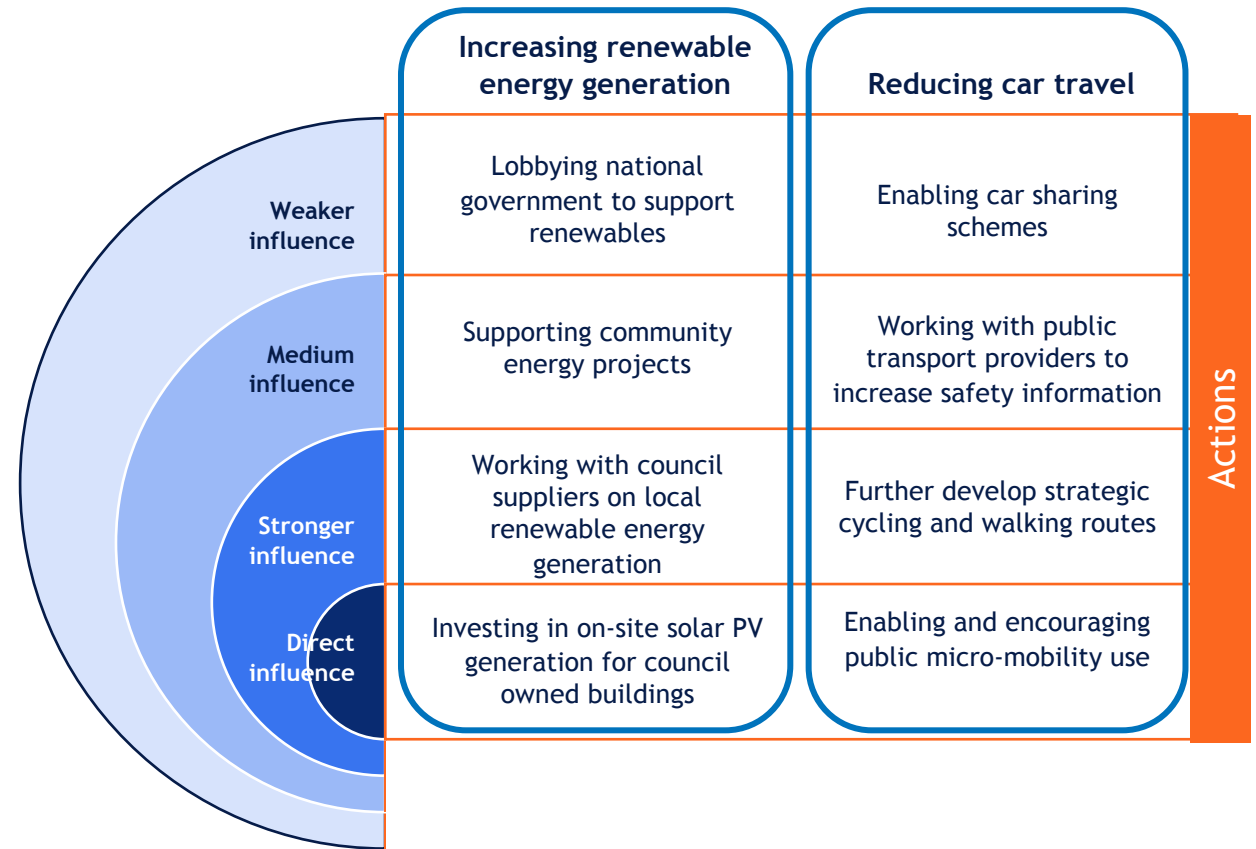 Increasing renewable
energy generation
Reducing car travel
Weaker
influence
Lobbying national
government to support
renewables
Enabling car sharing
schemes
Medium
influence
Supporting community
energy projects
Working with public
transport providers to
increase safety information
Stronger
influence
Working with council
suppliers on local
renewable energy
generation
Further develop strategic
cycling and walking routes
Direct
influence
Investing in on-site solar PV
generation for council
owned buildings
Enabling and encouraging
public micro-mobility use
Actions